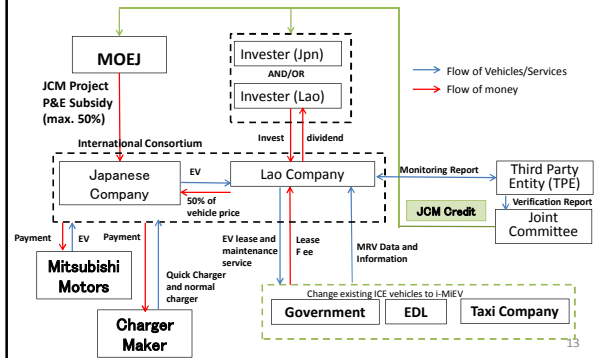 MOEJ
JCM Project
P&E Subsidy
(max. 50%)
Invester (Jpn)
AND/OR
Invester (Lao)
Flow of Vehicles/Services
Flow of money
Invest
dividend
International Consortium
Japanese
Company
EV
50% of
vehicle price
Lao Company
Monitoring Report
Third Party
Entity (TPE)
Verification Report
JCM Credit
Joint
Committee
Payment
EV
Payment
Mitsubishi
Motors
Quick Charger
and normal
charger
Charger
Maker
EV lease and
maintenance
service
Lease
F ee
MRV Data and
Information
Change existing ICE vehicles to i-MiEV
Government
EDL
Taxi Company
13